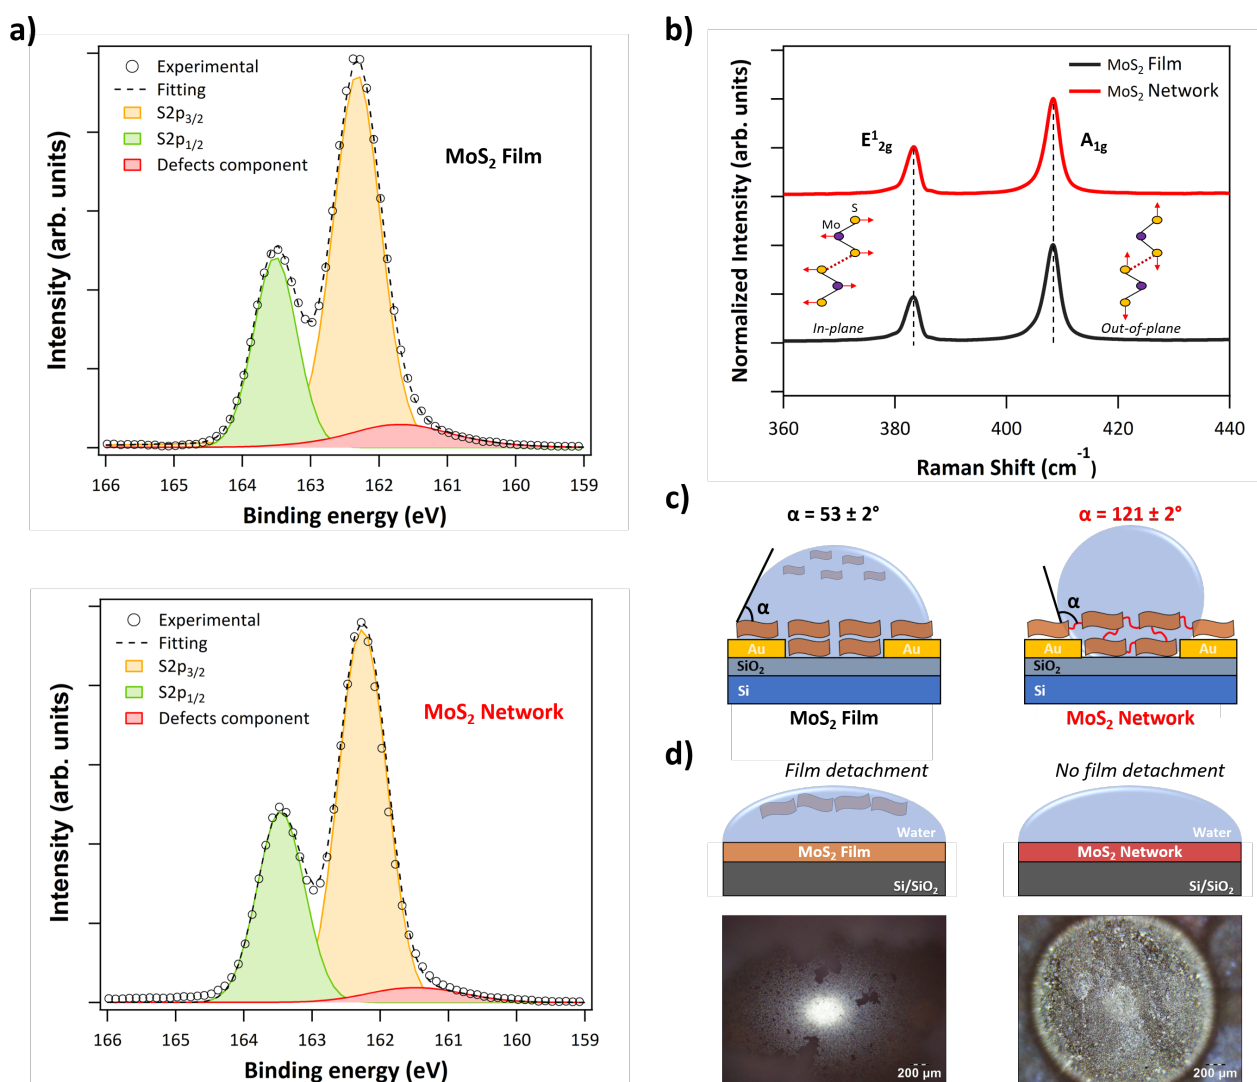 a)
Experimental
Fitting
S2p3/2
S2p1/2
Defects component
MoS2 Film
Intensity (arb. units)
166 165 164 163 162 161 160 159
Binding energy (eV)
Experimental
Fitting
S2p3/2
S2p1/2
Defects component
MoS2 Network
Intensity (arb. units)
166 165 164 163 162 161 160 159
Binding energy (eV)
b)
MoS2 Film
MoS2 Network
E12g
A1g
S
Mo
In-plane
Out-of-plane
Normalized Intensity (arb. units)
360 380 400 420 440
Raman Shift (cm-1)
c)
α = 53 ± 2°
α
Au Au
SiO2
Si
MoS2 Film
α = 121 ± 2°
α
Au Au
SiO2
Si
MoS2 Network
d)
Film detachment
Water
MoS2 Film
Si/SiO2
200 µm
No film detachment
Water
MoS2 Network
Si/SiO2
200 µm